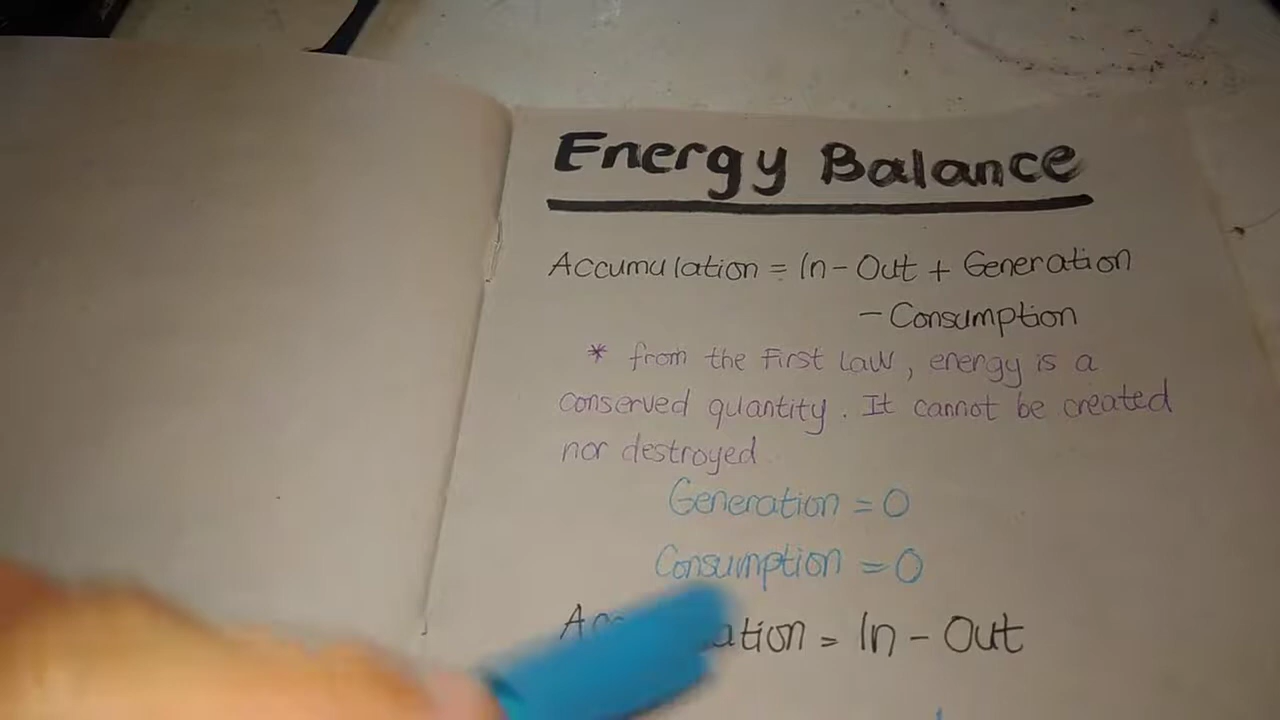 Energy Balance
Accumulation = In - Out + Generation
- Consumption
* from the First law, energy is a
conserved quantity. It cannot be created
nor destroyed
Generation = 0
Consumption = 0
= In - Out